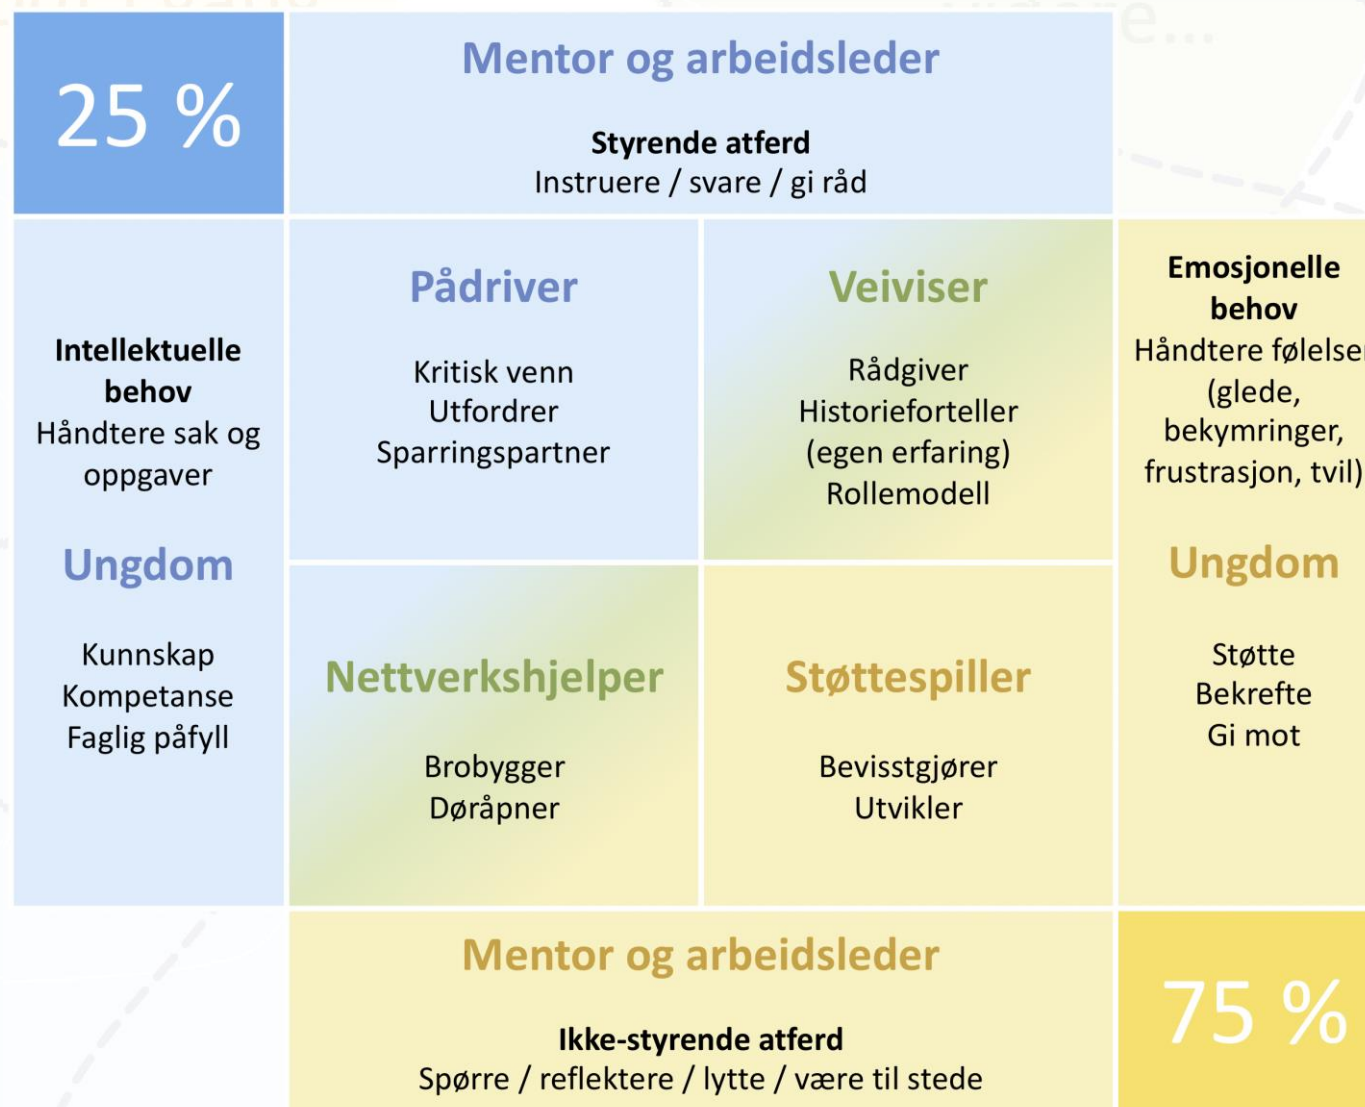 25 %
Mentor og arbeidsleder
Styrende atferd
Instruere / svare / gi råd
Intellektuelle
behov
Håndtere sak og
oppgaver
Ungdom
Kunnskap
Kompetanse
Faglig påfyll
Pådriver
Kritisk venn
Utfordrer
Sparringspartner
Veiviser
Rådgiver
Historieforteller
(egen erfaring)
Rollemodell
Emosjonelle
behov
Håndtere følelser
(glede,
bekymringer,
frustrasjon, tvil)
Ungdom
Støtte
Bekrefte
Gi mot
Nettverkshjelper
Brobygger
Døråpner
Støttespiller
Bevisstgjører
Utvikler
Mentor og arbeidsleder
Ikke-styrende atferd
Spørre / reflektere / lytte / være til stede
75 %